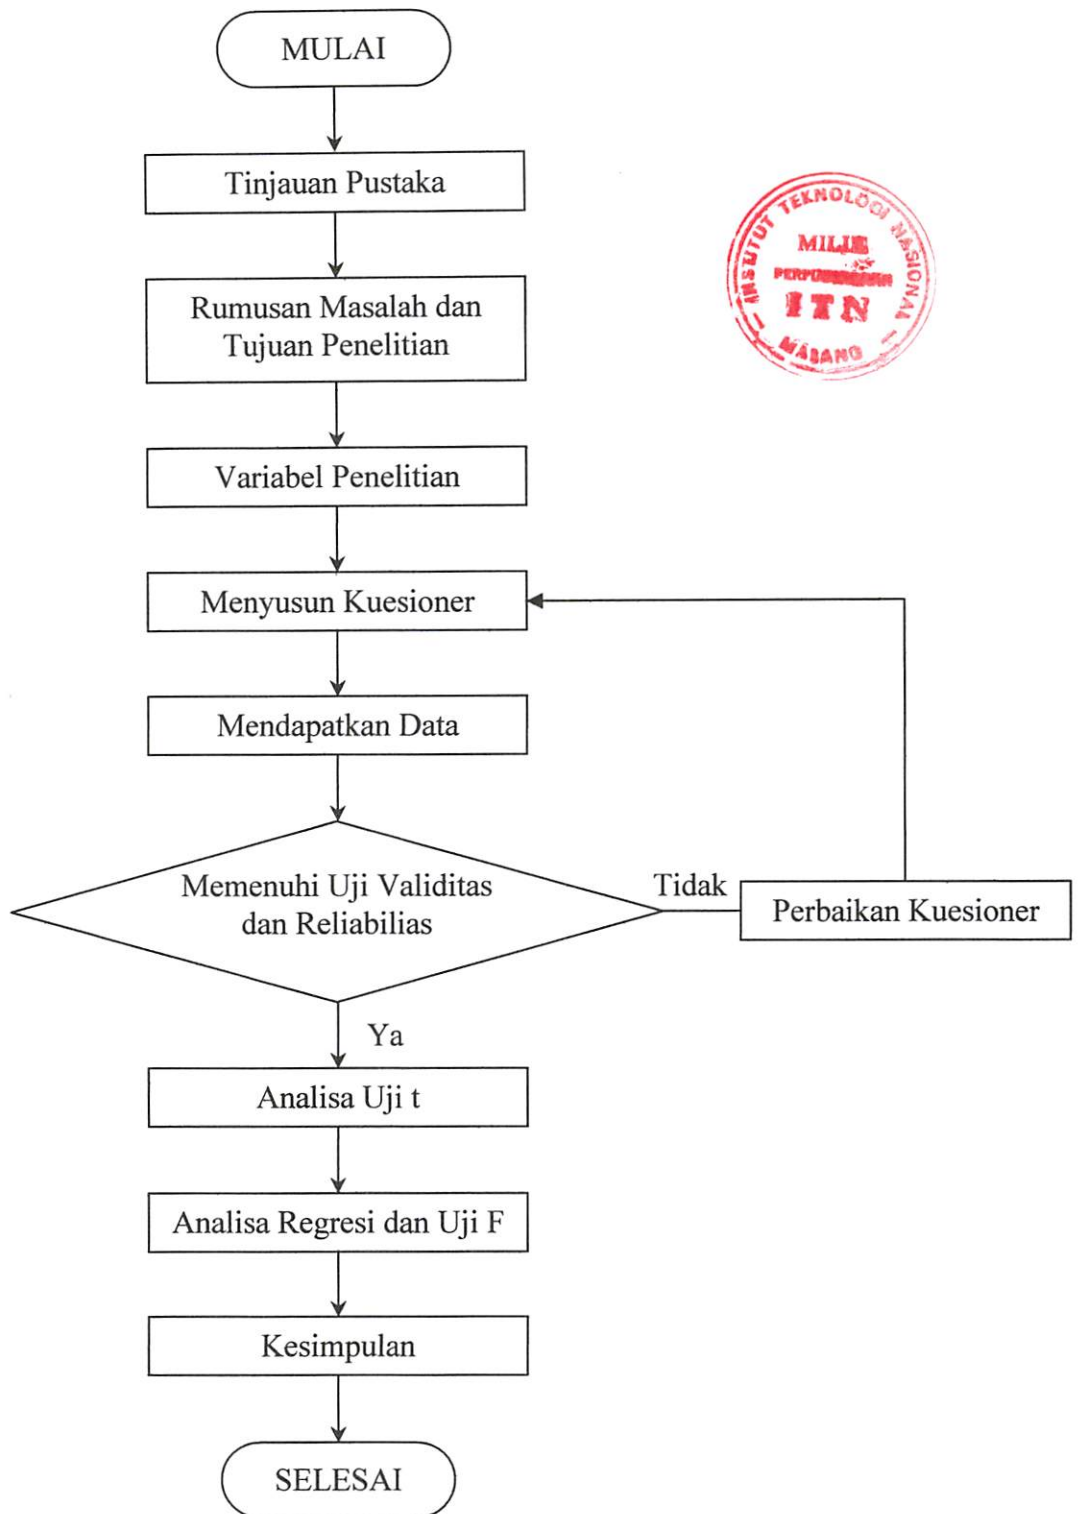 MULAI
Tinjauan Pustaka
INSTITUT TEKNOLOGI NASIONAL
MILIK
ITN
MALANG
Rumusan Masalah dan
Tujuan Penelitian
Variabel Penelitian
Menyusun Kuesioner
Mendapatkan Data
Memenuhi Uji Validitas
dan Reliabilias
Tidak
Perbaikan Kuesioner
Ya
Analisa Uji t
Analisa Regresi dan Uji F
Kesimpulan
SELESAI